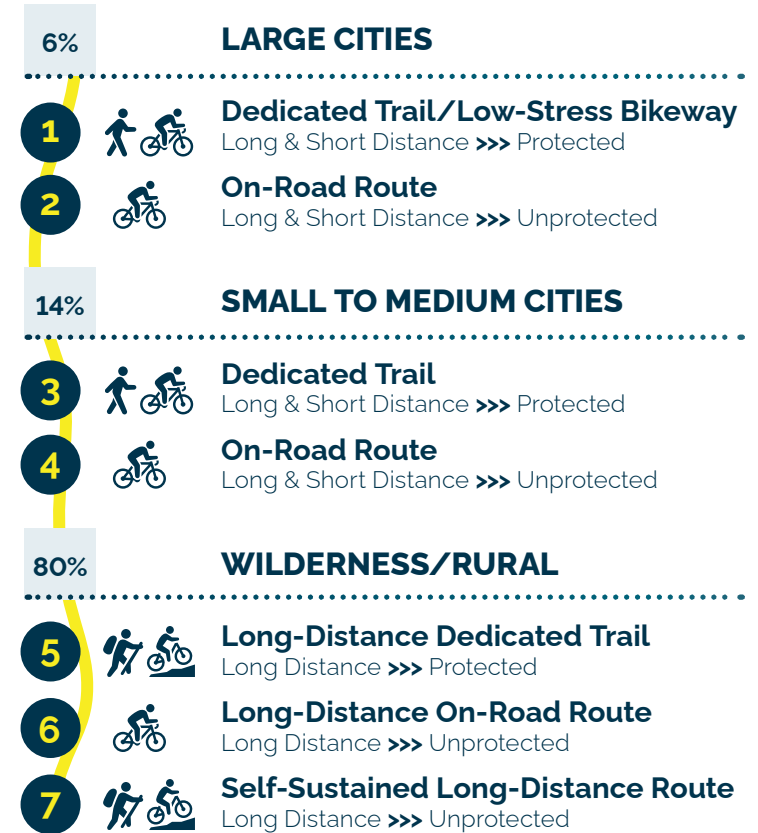 6%
LARGE CITIES
1
Dedicated Trail/Low-Stress Bikeway
Long & Short Distance >>> Protected
2
On-Road Route
Long & Short Distance >>> Unprotected
14%
SMALL TO MEDIUM CITIES
3
Dedicated Trail
Long & Short Distance >>> Protected
4
On-Road Route
Long & Short Distance >>> Unprotected
80%
WILDERNESS/RURAL
5
Long-Distance Dedicated Trail
Long Distance >>> Protected
6
Long-Distance On-Road Route
Long Distance >>> Unprotected
7
Self-Sustained Long-Distance Route
Long Distance >>> Unprotected